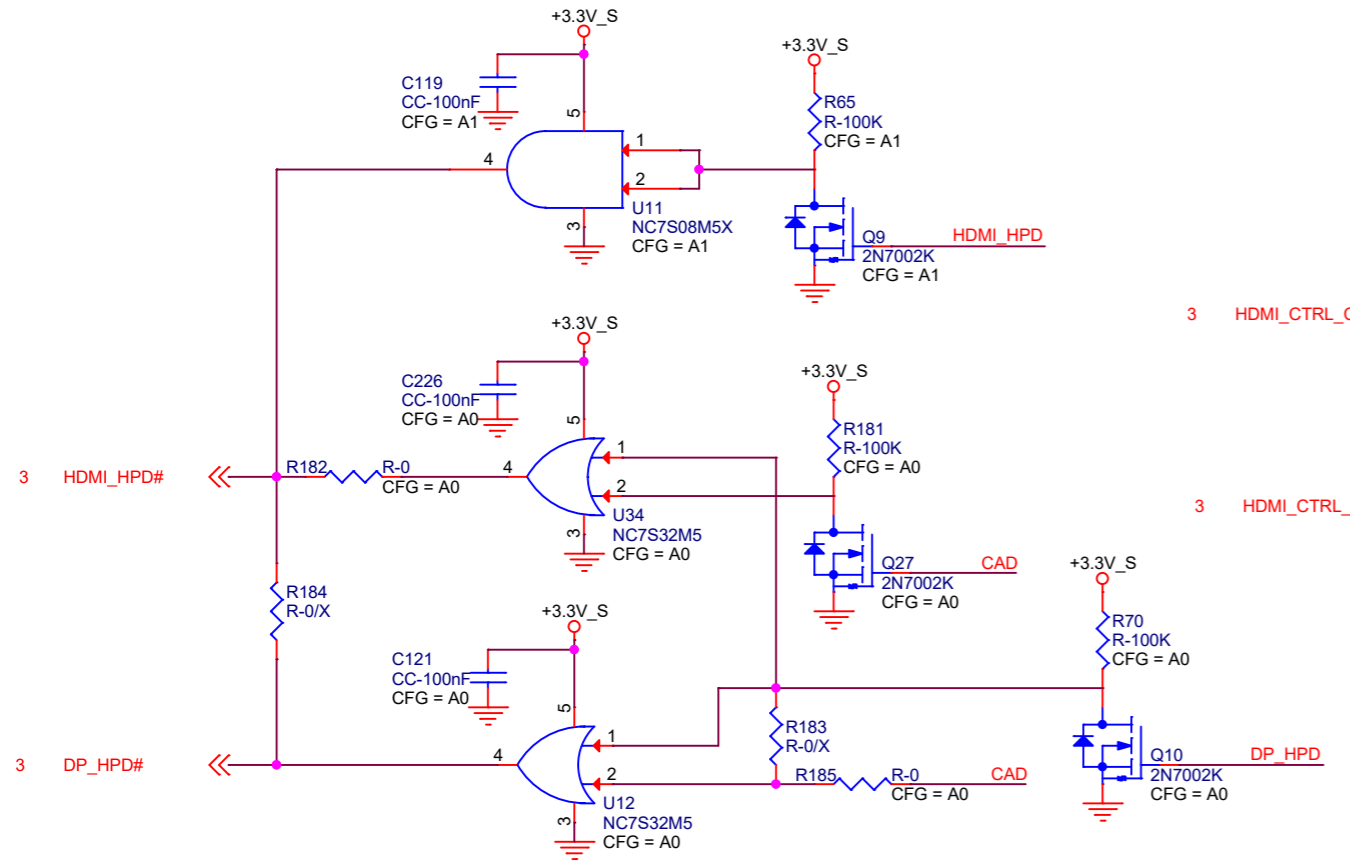 +3.3V_S
C119
CC-100nF
CFG = A1
5
4
1
2
3
U11
NC7S08M5X
CFG = A1
+3.3V_S
R65
R-100K
CFG = A1
Q9
2N7002K
CFG = A1
HDMI_HPD
3 HDMI_CTRL_
+3.3V_S
C226
CC-100nF
CFG = A0
5
4
1
2
3
U34
NC7S32M5
CFG = A0
+3.3V_S
R181
R-100K
CFG = A0
Q27
2N7002K
CFG = A0
CAD
3 HDMI_HPD#
R182 R-0
CFG = A0
3 HDMI_CTRL_
R184
R-0/X
+3.3V_S
C121
CC-100nF
CFG = A0
5
4
1
2
3
U12
NC7S32M5
CFG = A0
R183
R-0/X
R185 R-0
CFG = A0
CAD
+3.3V_S
R70
R-100K
CFG = A0
Q10
2N7002K
CFG = A0
DP_HPD
3 DP_HPD#